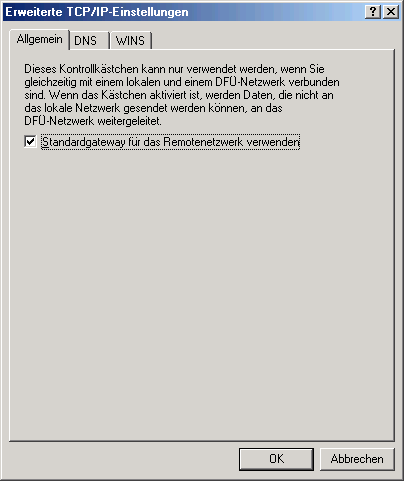 Erweiterte TCP/IP-Einstellungen
Allgemein DNS WINS
Dieses Kontrollkästchen kann nur verwendet werden, wenn Sie
gleichzeitig mit einem lokalen und einem DFÜ-Netzwerk verbunden
sind. Wenn das Kästchen aktiviert ist, werden Daten, die nicht an
das lokale Netzwerk gesendet werden können, an das
DFÜ-Netzwerk weitergeleitet.
Standardgateway für das Remotenetzwerk verwenden
OK Abbrechen